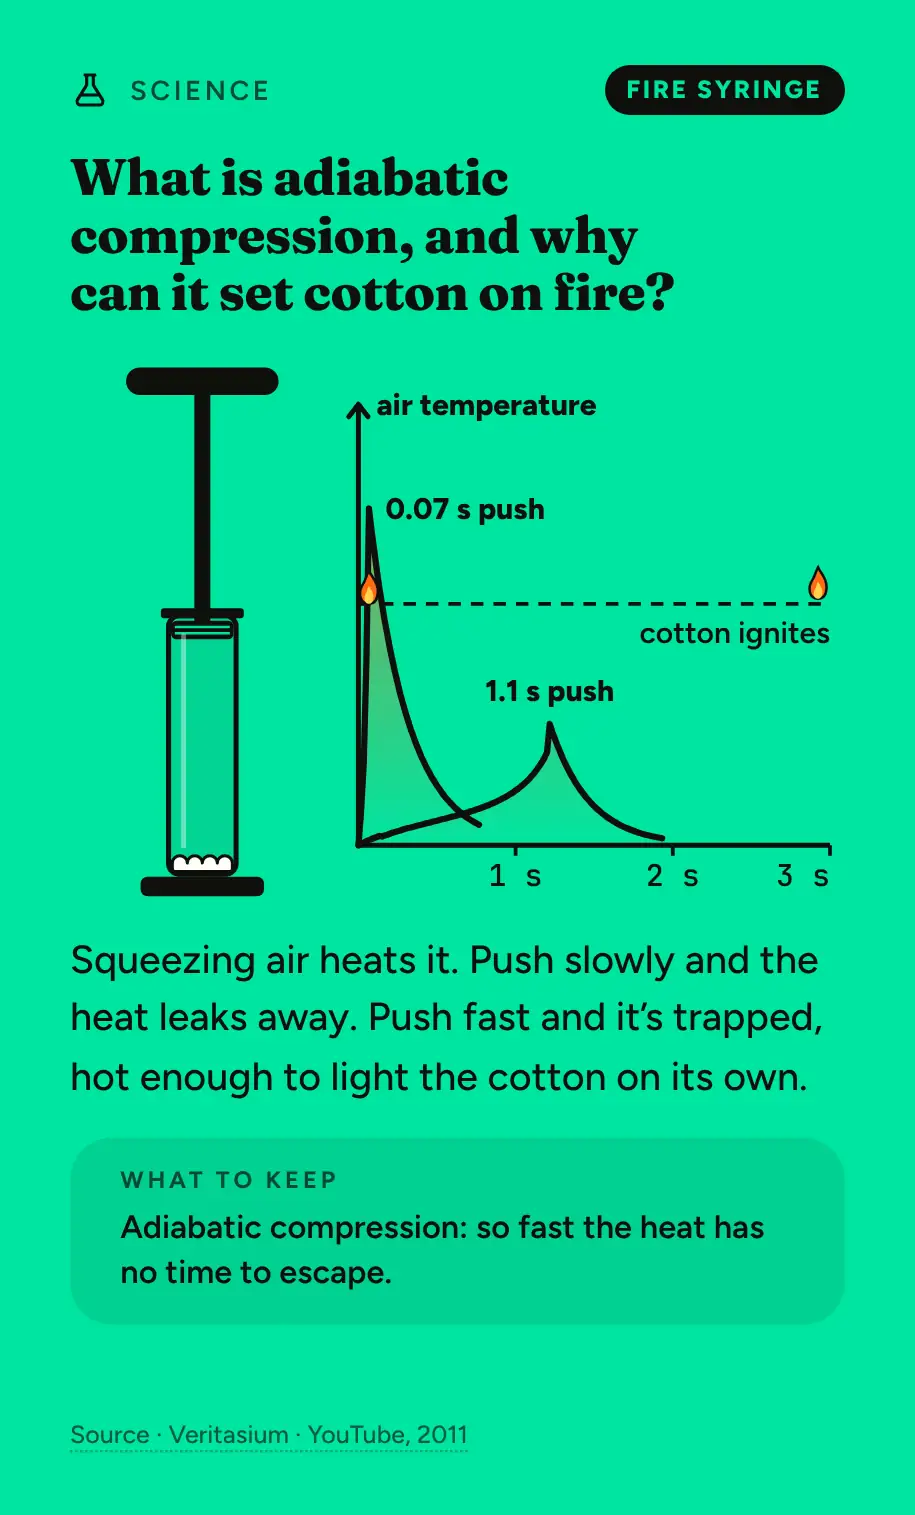 SCIENCE
FIRE SYRINGE
What is adiabatic
compression, and why
can it set cotton on fire?
air temperature
0.07 s push
cotton ignites
1.1 s push
1 s
2 s
3 s
Squeezing air heats it. Push slowly and the
heat leaks away. Push fast and it’s trapped,
hot enough to light the cotton on its own.
WHAT TO KEEP
Adiabatic compression: so fast the heat has
no time to escape.
Source · Veritasium · YouTube, 2011